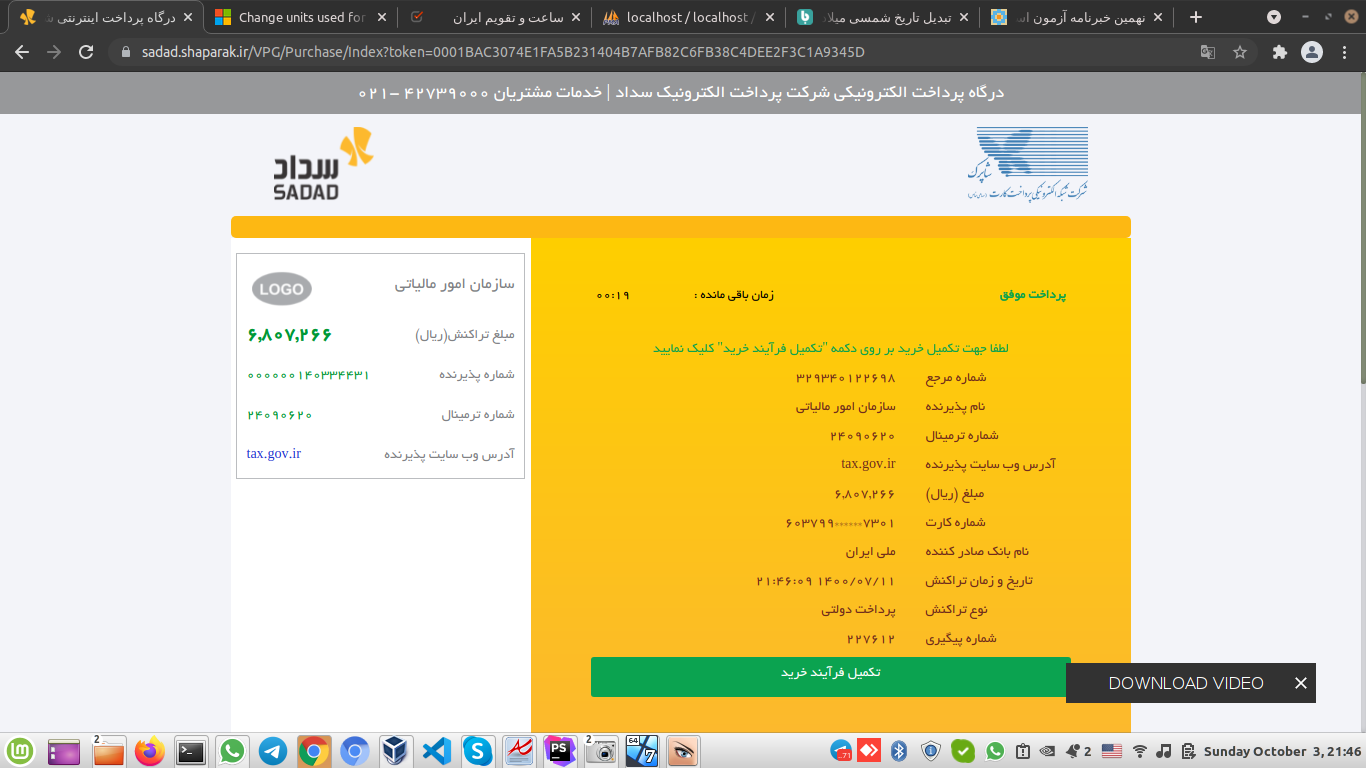 درگاه پرداخت اینترنتی
Change units used for
ساعت و تقویم ایران
localhost / localhost /
تبدیل تاریخ شمسی میلاد
نهمین خبرنامه آزمون
sadad.shaparak.ir/VPG/Purchase/Index?token=0001BAC3074E1FA5B231404B7AFB82C6FB38C4DEE2F3C1A9345D
درگاه پرداخت الکترونیکی شرکت پرداخت الکترونیک سداد | خدمات مشتریان ۴۲۷۳۹۰۰۰ -۰۲۱
شاپرک
شرکت شبکه الکترونیکی پرداخت کارت
سداد
SADAD
پرداخت موفق
زمان باقی مانده : ۰۰:۱۹
لطفا جهت تکمیل خرید بر روی دکمه "تکمیل فرآیند خرید" کلیک نمایید
شماره مرجع ۳۲۹۳۴۰۱۲۲۶۹۸
نام پذیرنده سازمان امور مالیاتی
شماره ترمینال ۲۴۰۹۰۶۲۰
آدرس وب سایت پذیرنده tax.gov.ir
مبلغ (ریال) ۶,۸۰۷,۲۶۶
شماره کارت ۶۰۳۷۹۹******۷۳۰۱
نام بانک صادر کننده ملی ایران
تاریخ و زمان تراکنش ۱۴۰۰/۰۷/۱۱ ۲۱:۴۶:۰۹
نوع تراکنش پرداخت دولتی
شماره پیگیری ۲۲۷۶۱۲
تکمیل فرآیند خرید
سازمان امور مالیاتی
LOGO
مبلغ تراکنش(ریال) ۶,۸۰۷,۲۶۶
شماره پذیرنده ۰۰۰۰۰۰۱۴۰۳۳۴۴۳۱
شماره ترمینال ۲۴۰۹۰۶۲۰
آدرس وب سایت پذیرنده tax.gov.ir
DOWNLOAD VIDEO
2
PS
2
64
7
71
2
Sunday October 3, 21:46